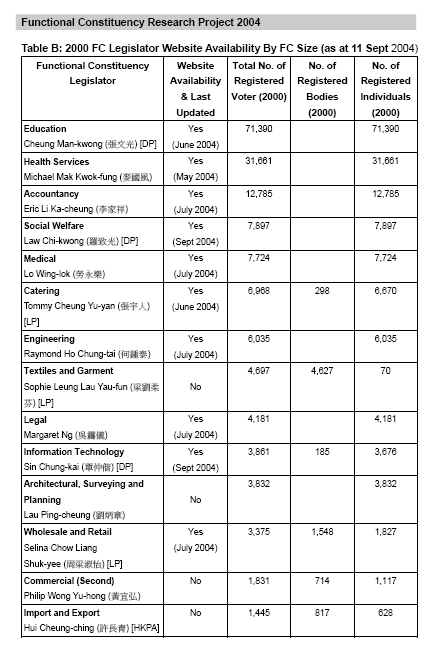 Functional Constituency Research Project 2004
Table B: 2000 FC Legislator Website Availability By FC Size (as at 11 Sept 2004)
Functional Constituency Legislator | Website Availability & Last Updated | Total No. of Registered Voter (2000) | No. of Registered Bodies (2000) | No. of Registered Individuals (2000)
Education Yes 71,390 71,390
Cheung Man-kwong (張文光) [DP] (June 2004)
Health Services Yes 31,661 31,661
Michael Mak Kwok-fung (麥國風) (May 2004)
Accountancy Yes 12,785 12,785
Eric Li Ka-cheung (李家祥) (July 2004)
Social Welfare Yes 7,897 7,897
Law Chi-kwong (羅致光) [DP] (Sept 2004)
Medical Yes 7,724 7,724
Lo Wing-lok (勞永樂) (July 2004)
Catering Yes 6,968 298 6,670
Tommy Cheung Yu-yan (張宇人) (June 2004)
[LP]
Engineering Yes 6,035 6,035
Raymond Ho Chung-tai (何鍾泰) (July 2004)
Textiles and Garment 4,697 4,627 70
Sophie Leung Lau Yau-fun (梁劉柔 No
芬) [LP]
Legal Yes 4,181 4,181
Margaret Ng (吳靄儀) (July 2004)
Information Technology Yes 3,861 185 3,676
Sin Chung-kai (單仲偕) [DP] (Sept 2004)
Architectural, Surveying and 3,832 3,832
Planning No
Lau Ping-cheung (劉炳章)
Wholesale and Retail Yes 3,375 1,548 1,827
Selina Chow Liang (July 2004)
Shuk-yee (周梁淑怡) [LP]
Commercial (Second) No 1,831 714 1,117
Philip Wong Yu-hong (黃宜弘)
Import and Export No 1,445 817 628
Hui Cheung-ching (許長青) [HKPA]